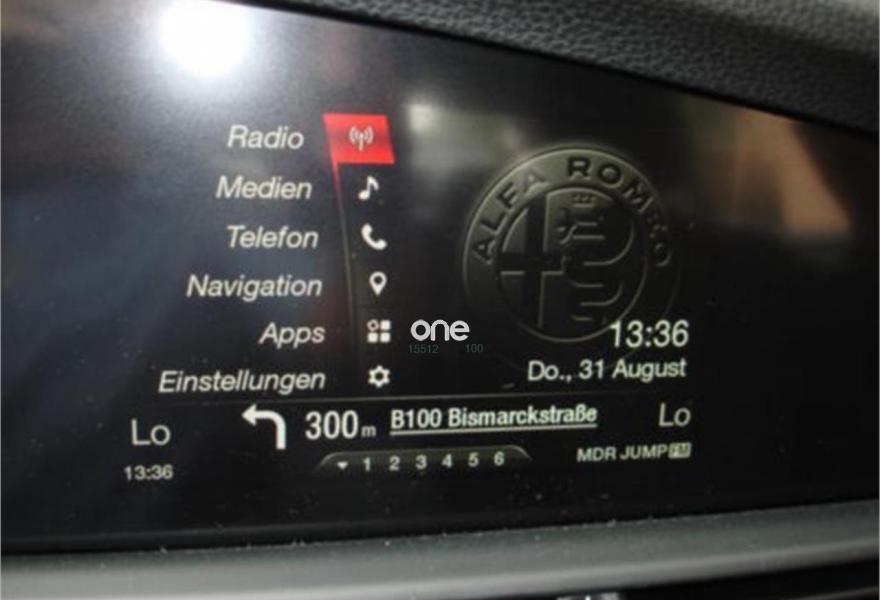 Radio
Medien
Telefon
Navigation
Apps
Einstellungen
ALFA ROMEO
one
15512 100
13:36
Do., 31 August
Lo
13:36
300 m B100 Bismarckstraße
Lo
1 2 3 4 5 6
MDR JUMP FM